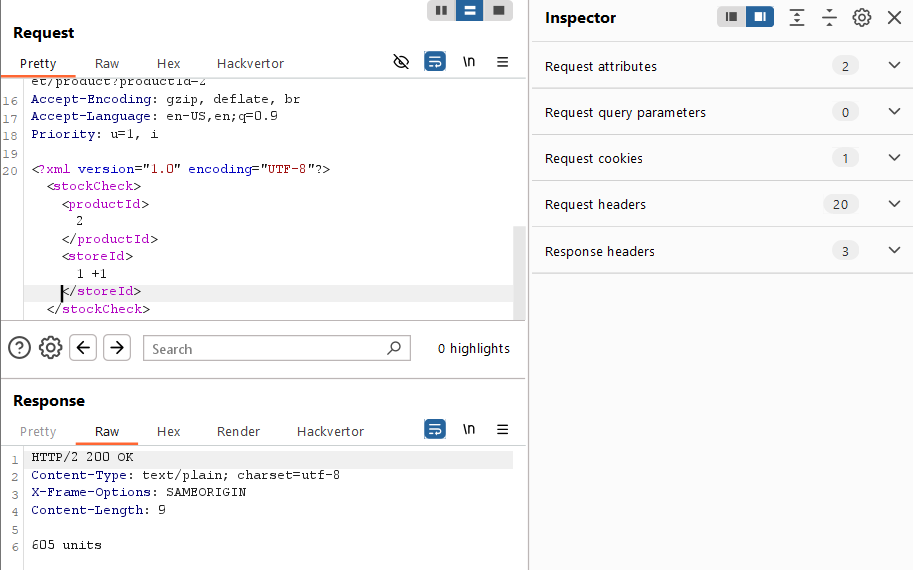 Request
Pretty Raw Hex Hackvertor \n
et/product?productId=2
16 Accept-Encoding: gzip, deflate, br
17 Accept-Language: en-US,en;q=0.9
18 Priority: u=1, i
19
20 <?xml version="1.0" encoding="UTF-8"?>
<stockCheck>
<productId>
2
</productId>
<storeId>
1 +1
</storeId>
</stockCheck>
Search 0 highlights
Response
Pretty Raw Hex Render Hackvertor \n
1 HTTP/2 200 OK
2 Content-Type: text/plain; charset=utf-8
3 X-Frame-Options: SAMEORIGIN
4 Content-Length: 9
5
6 605 units
Inspector
Request attributes 2
Request query parameters 0
Request cookies 1
Request headers 20
Response headers 3